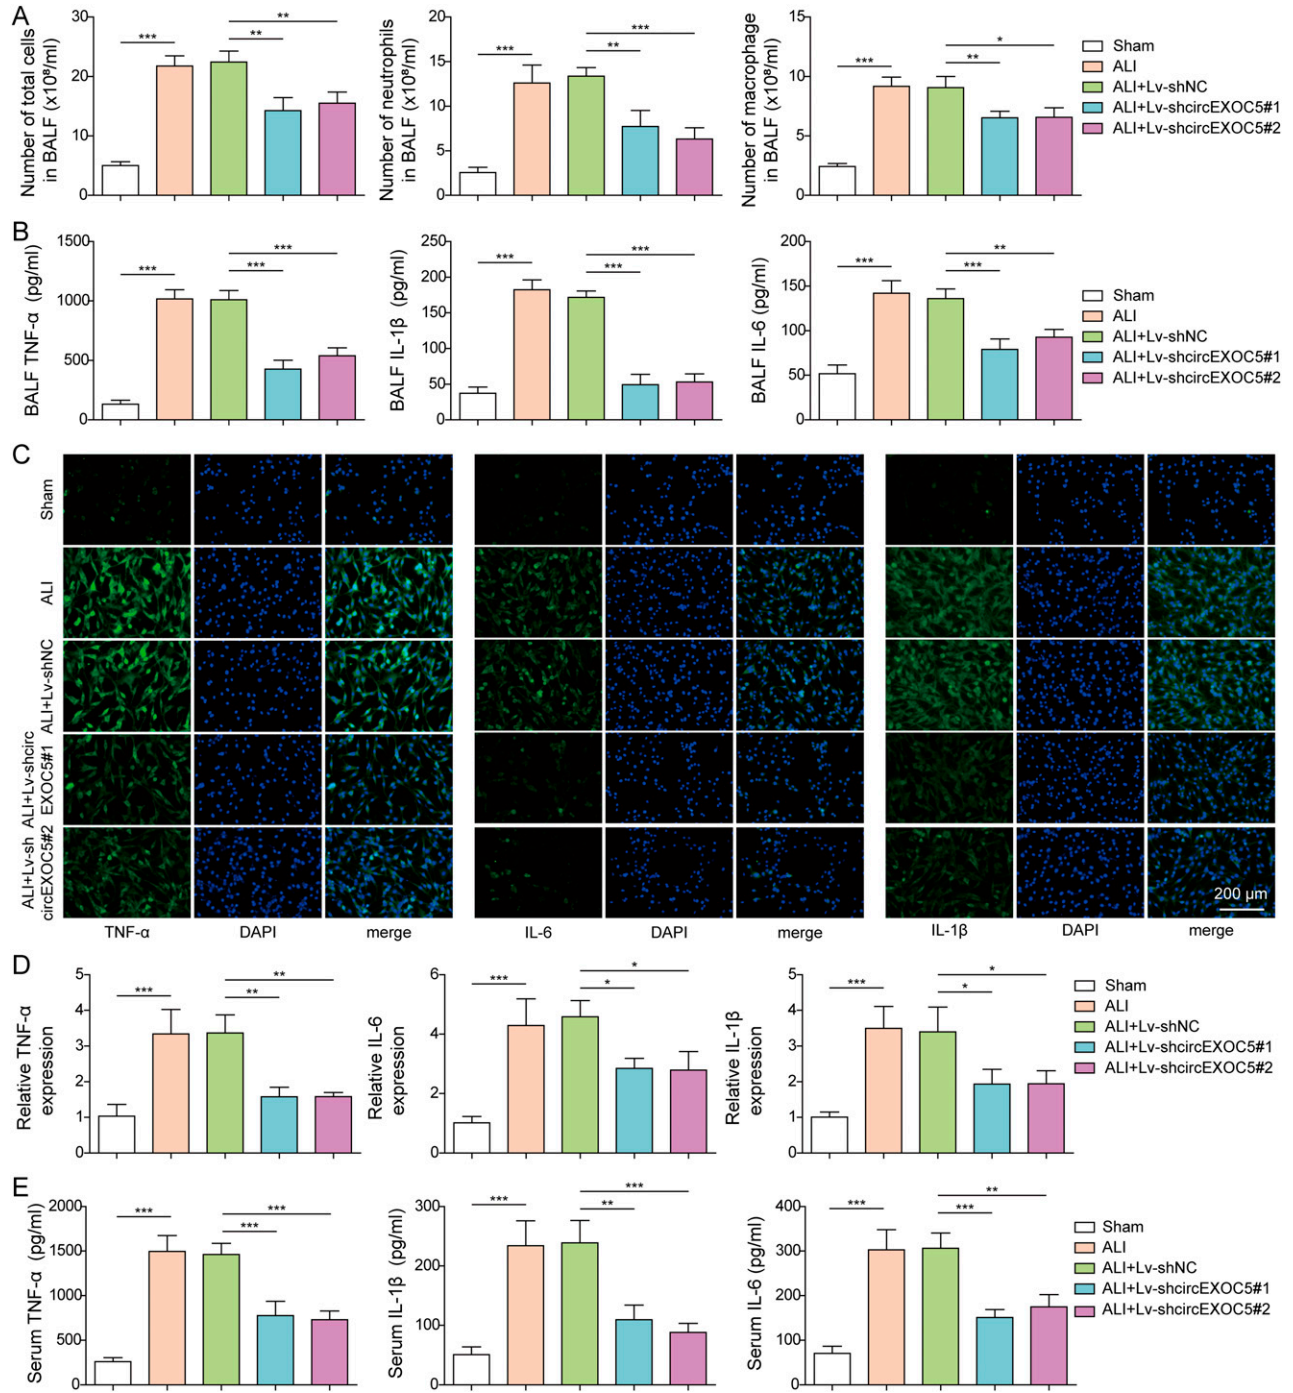 A
Number of total cells
in BALF (x10⁸/ml)
30
20
10
0
***
**
**
Number of neutrophils
in BALF (x10⁸/ml)
20
15
10
5
0
***
**
***
Number of macrophage
in BALF (x10⁸/ml)
15
10
5
0
***
**
*
Sham
ALI
ALI+Lv-shNC
ALI+Lv-shcircEXOC5#1
ALI+Lv-shcircEXOC5#2
B
BALF TNF-α (pg/ml)
1500
1000
500
0
***
***
***
BALF IL-1β (pg/ml)
250
200
150
100
50
0
***
***
***
BALF IL-6 (pg/ml)
200
150
100
50
0
***
***
**
Sham
ALI
ALI+Lv-shNC
ALI+Lv-shcircEXOC5#1
ALI+Lv-shcircEXOC5#2
C
Sham
ALI
ALI+Lv-shNC
ALI+Lv-shcirc
EXOC5#1
ALI+Lv-sh
circEXOC5#2
200 μm
TNF-α DAPI merge IL-6 DAPI merge IL-1β DAPI merge
D
Relative TNF-α
expression
5
4
3
2
1
0
***
**
**
Relative IL-6
expression
6
4
2
0
***
*
*
Relative IL-1β
expression
5
4
3
2
1
0
***
*
*
Sham
ALI
ALI+Lv-shNC
ALI+Lv-shcircEXOC5#1
ALI+Lv-shcircEXOC5#2
E
Serum TNF-α (pg/ml)
2000
1500
1000
500
0
***
***
***
Serum IL-1β (pg/ml)
300
200
100
0
***
**
***
Serum IL-6 (pg/ml)
400
300
200
100
0
***
***
**
Sham
ALI
ALI+Lv-shNC
ALI+Lv-shcircEXOC5#1
ALI+Lv-shcircEXOC5#2